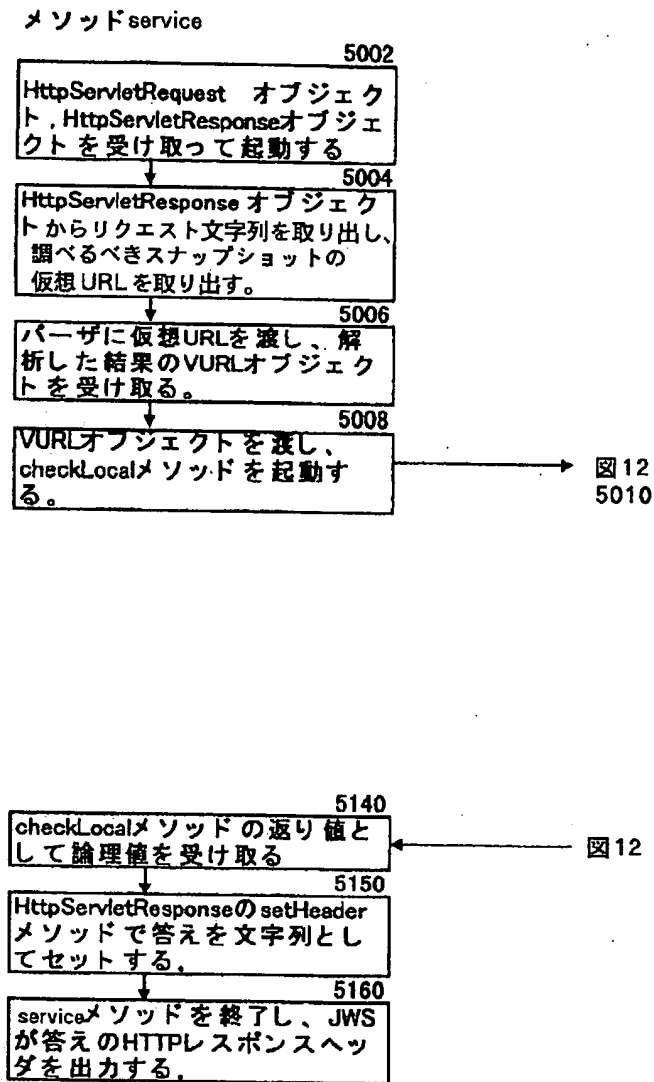 メソッドservice
5002
HttpServletRequest オブジェク
ト,HttpServletResponseオブジェ
クトを受け取って起動する
5004
HttpServletResponse オブジェク
トからリクエスト文字列を取り出し、
調べるべきスナップショットの
仮想URLを取り出す。
5006
パーザに仮想URLを渡し、解
析した結果のVURLオブジェク
トを受け取る。
5008
VURLオブジェクトを渡し、
checkLocalメソッドを起動す
る。
図12
5010
5140
checkLocalメソッドの返り値と
して論理値を受け取る
図12
5150
HttpServletResponseのsetHeader
メソッドで答えを文字列とし
てセットする.
5160
serviceメソッドを終了し、JWS
が答えのHTTPレスポンスヘッ
ダを出力する.